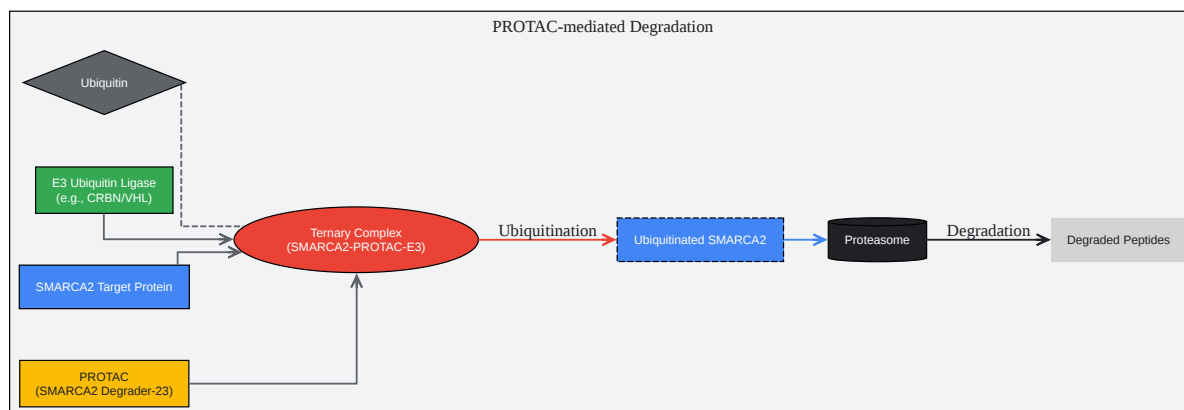 PROTAC-mediated Degradation
Ubiquitin
E3 Ubiquitin Ligase
(e.g., CRBN/VHL)
SMARCA2 Target Protein
PROTAC
(SMARCA2 Degrader-23)
Ternary Complex
(SMARCA2-PROTAC-E3)
Ubiquitination
Ubiquitinated SMARCA2
Proteasome
Degradation
Degraded Peptides